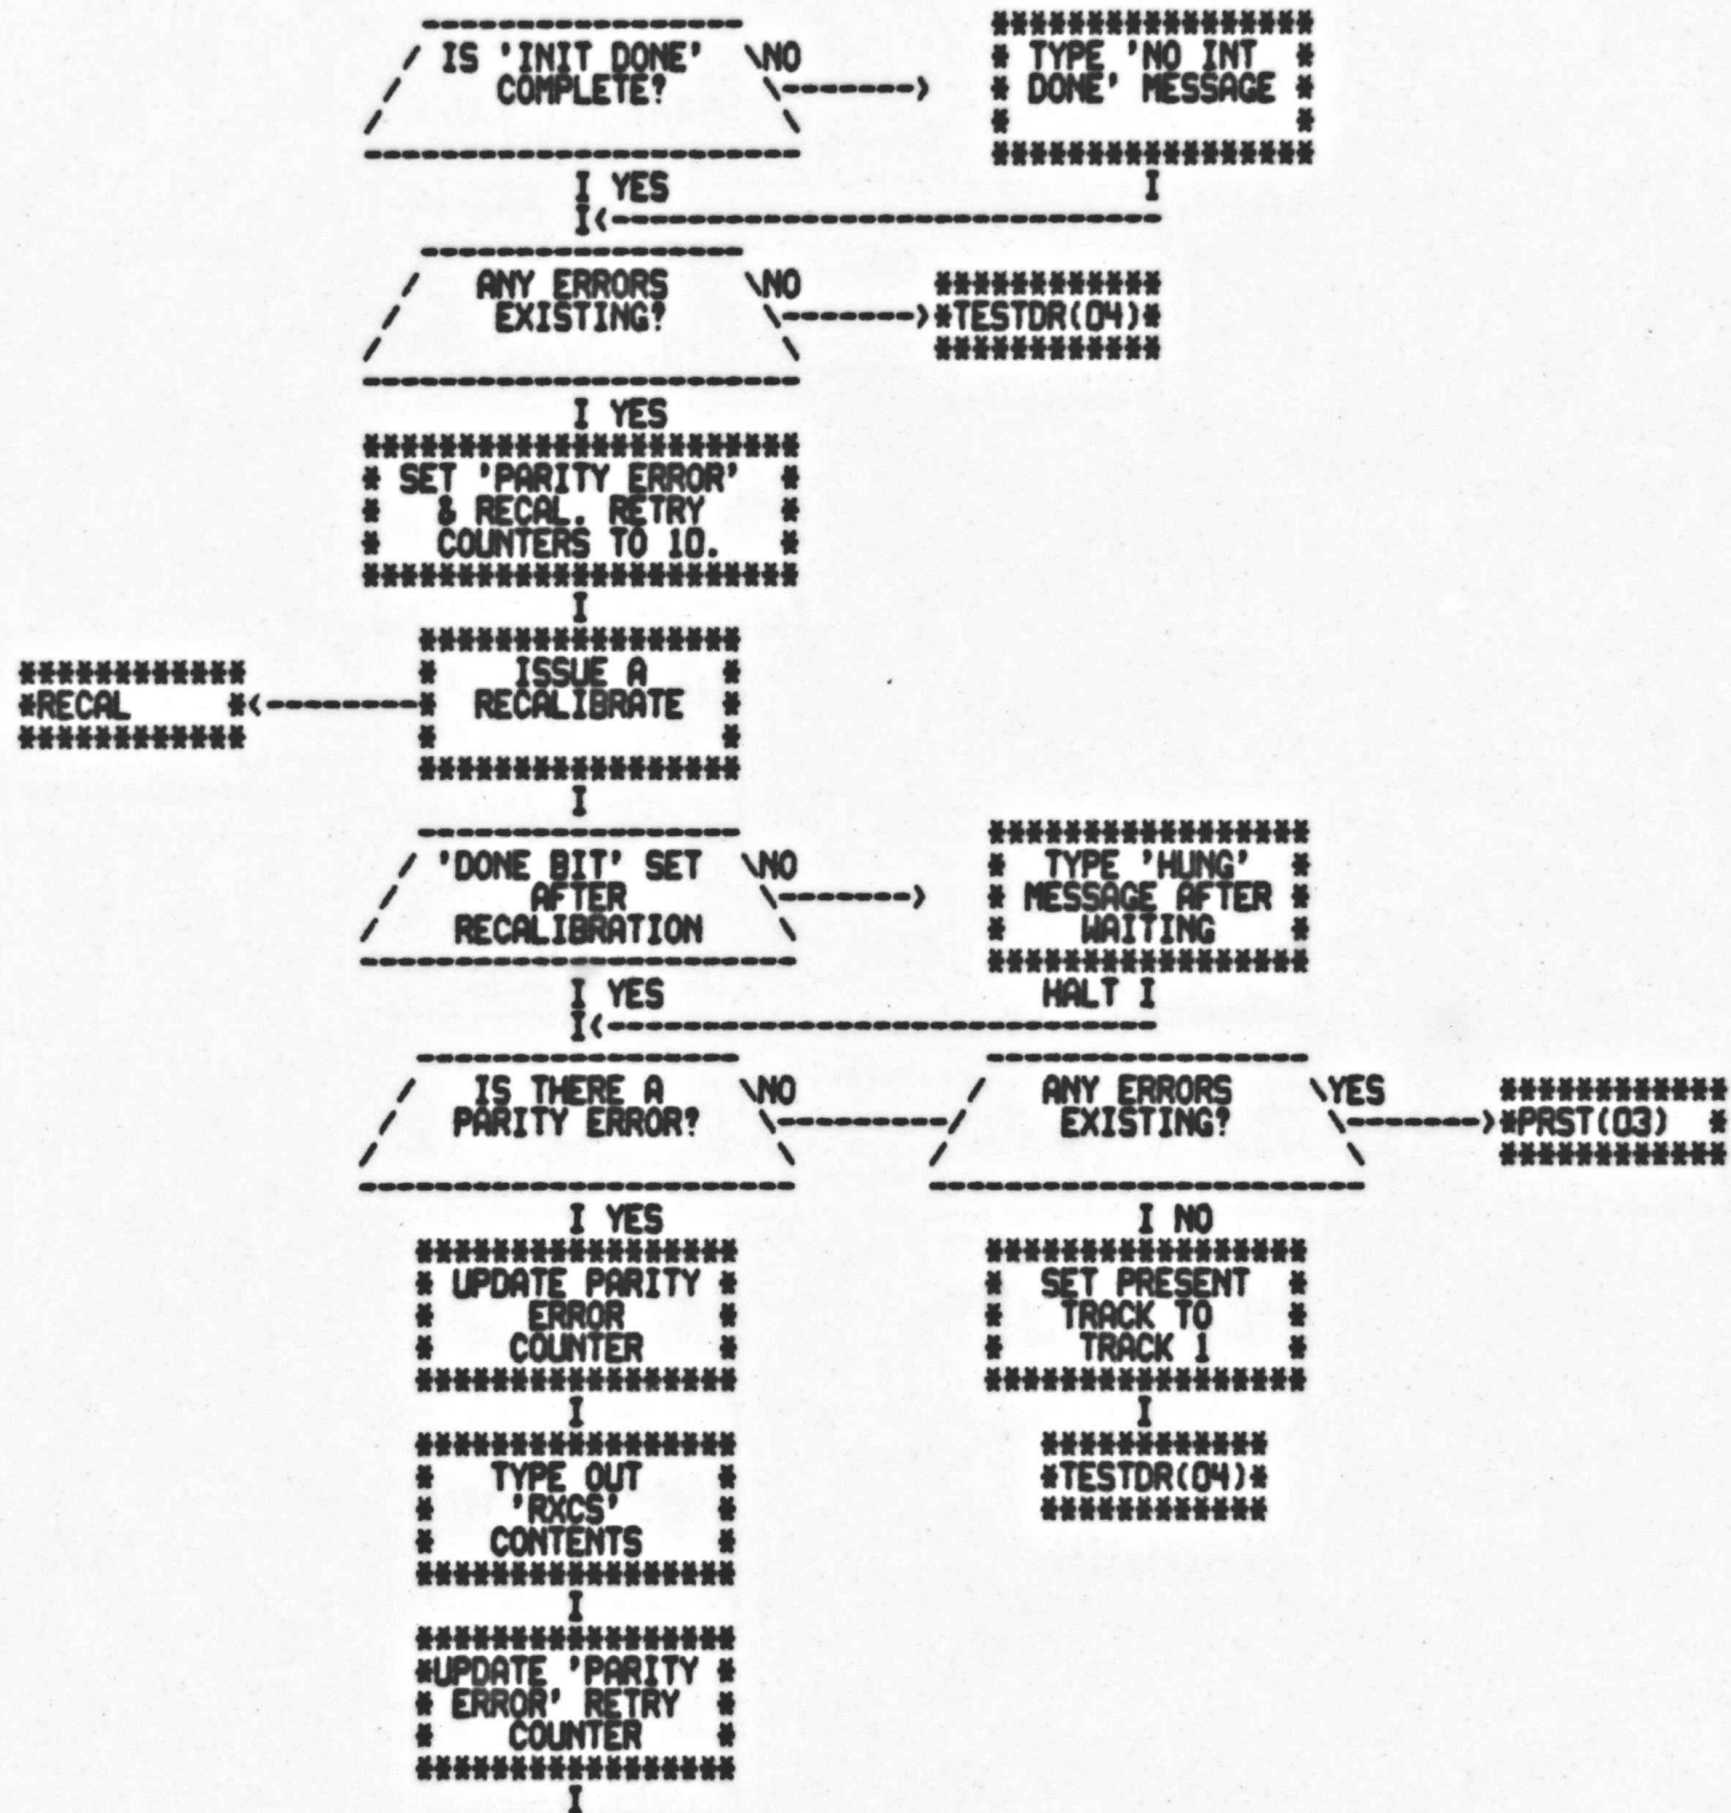 IS 'INIT DONE' NO
COMPLETE?
TYPE 'NO INT
DONE' MESSAGE
I YES
I
I
ANY ERRORS NO
EXISTING?
*TESTDR(04)*
I YES
SET 'PARITY ERROR'
& RECAL. RETRY
COUNTERS TO 10.
I
ISSUE A
RECALIBRATE
*RECAL *
I
'DONE BIT' SET NO
AFTER
RECALIBRATION
TYPE 'HUNG'
MESSAGE AFTER
WAITING
I YES
HALT I
I
IS THERE A NO
PARITY ERROR?
ANY ERRORS YES
EXISTING?
*PRST(03) *
I YES
I NO
UPDATE PARITY
ERROR
COUNTER
SET PRESENT
TRACK TO
TRACK 1
I
I
TYPE OUT
'RXCS'
CONTENTS
*TESTDR(04)*
I
UPDATE 'PARITY
ERROR' RETRY
COUNTER
I